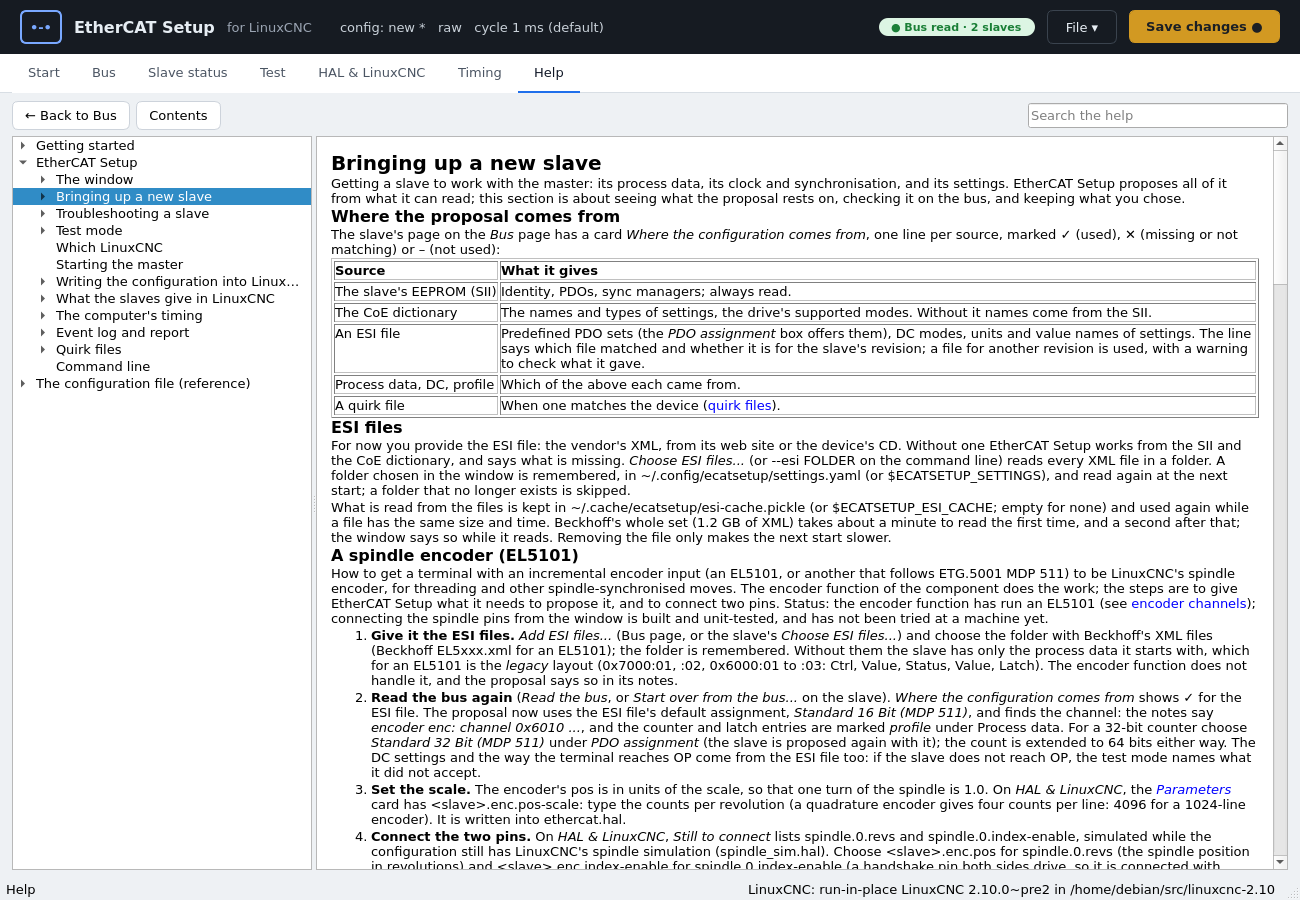 EtherCAT Setup for LinuxCNC config: new * raw cycle 1 ms (default) ● Bus read · 2 slaves File ▾ Save changes ●
Start Bus Slave status Test HAL & LinuxCNC Timing Help
← Back to Bus Contents Search the help
Getting started
EtherCAT Setup
The window
Bringing up a new slave
Troubleshooting a slave
Test mode
Which LinuxCNC
Starting the master
Writing the configuration into Linux...
What the slaves give in LinuxCNC
The computer's timing
Event log and report
Quirk files
Command line
The configuration file (reference)
Bringing up a new slave
Getting a slave to work with the master: its process data, its clock and synchronisation, and its settings. EtherCAT Setup proposes all of it
from what it can read; this section is about seeing what the proposal rests on, checking it on the bus, and keeping what you chose.
Where the proposal comes from
The slave's page on the Bus page has a card Where the configuration comes from, one line per source, marked ✓ (used), ✕ (missing or not
matching) or – (not used):
Source What it gives
The slave's EEPROM (SII) Identity, PDOs, sync managers; always read.
The CoE dictionary The names and types of settings, the drive's supported modes. Without it names come from the SII.
An ESI file Predefined PDO sets (the PDO assignment box offers them), DC modes, units and value names of settings. The line
says which file matched and whether it is for the slave's revision; a file for another revision is used, with a warning
to check what it gave.
Process data, DC, profile Which of the above each came from.
A quirk file When one matches the device (quirk files).
ESI files
For now you provide the ESI file: the vendor's XML, from its web site or the device's CD. Without one EtherCAT Setup works from the SII and
the CoE dictionary, and says what is missing. Choose ESI files... (or --esi FOLDER on the command line) reads every XML file in a folder. A
folder chosen in the window is remembered, in ~/.config/ecatsetup/settings.yaml (or $ECATSETUP_SETTINGS), and read again at the next
start; a folder that no longer exists is skipped.
What is read from the files is kept in ~/.cache/ecatsetup/esi-cache.pickle (or $ECATSETUP_ESI_CACHE; empty for none) and used again while
a file has the same size and time. Beckhoff's whole set (1.2 GB of XML) takes about a minute to read the first time, and a second after that;
the window says so while it reads. Removing the file only makes the next start slower.
A spindle encoder (EL5101)
How to get a terminal with an incremental encoder input (an EL5101, or another that follows ETG.5001 MDP 511) to be LinuxCNC's spindle
encoder, for threading and other spindle-synchronised moves. The encoder function of the component does the work; the steps are to give
EtherCAT Setup what it needs to propose it, and to connect two pins. Status: the encoder function has run an EL5101 (see encoder channels);
connecting the spindle pins from the window is built and unit-tested, and has not been tried at a machine yet.
1. Give it the ESI files. Add ESI files... (Bus page, or the slave's Choose ESI files...) and choose the folder with Beckhoff's XML files
(Beckhoff EL5xxx.xml for an EL5101); the folder is remembered. Without them the slave has only the process data it starts with, which
for an EL5101 is the legacy layout (0x7000:01, :02, 0x6000:01 to :03: Ctrl, Value, Status, Value, Latch). The encoder function does not
handle it, and the proposal says so in its notes.
2. Read the bus again (Read the bus, or Start over from the bus... on the slave). Where the configuration comes from shows ✓ for the
ESI file. The proposal now uses the ESI file's default assignment, Standard 16 Bit (MDP 511), and finds the channel: the notes say
encoder enc: channel 0x6010 ..., and the counter and latch entries are marked profile under Process data. For a 32-bit counter choose
Standard 32 Bit (MDP 511) under PDO assignment (the slave is proposed again with it); the count is extended to 64 bits either way. The
DC settings and the way the terminal reaches OP come from the ESI file too: if the slave does not reach OP, the test mode names what
it did not accept.
3. Set the scale. The encoder's pos is in units of the scale, so that one turn of the spindle is 1.0. On HAL & LinuxCNC, the Parameters
card has <slave>.enc.pos-scale: type the counts per revolution (a quadrature encoder gives four counts per line: 4096 for a 1024-line
encoder). It is written into ethercat.hal.
4. Connect the two pins. On HAL & LinuxCNC, Still to connect lists spindle.0.revs and spindle.0.index-enable, simulated while the
configuration still has LinuxCNC's spindle simulation (spindle_sim.hal). Choose <slave>.enc.pos for spindle.0.revs (the spindle position
in revolutions) and <slave>.enc.index-enable for spindle.0.index-enable (a handshake pin both sides drive, so it is connected with
Help LinuxCNC: run-in-place LinuxCNC 2.10.0~pre2 in /home/debian/src/linuxcnc-2.10